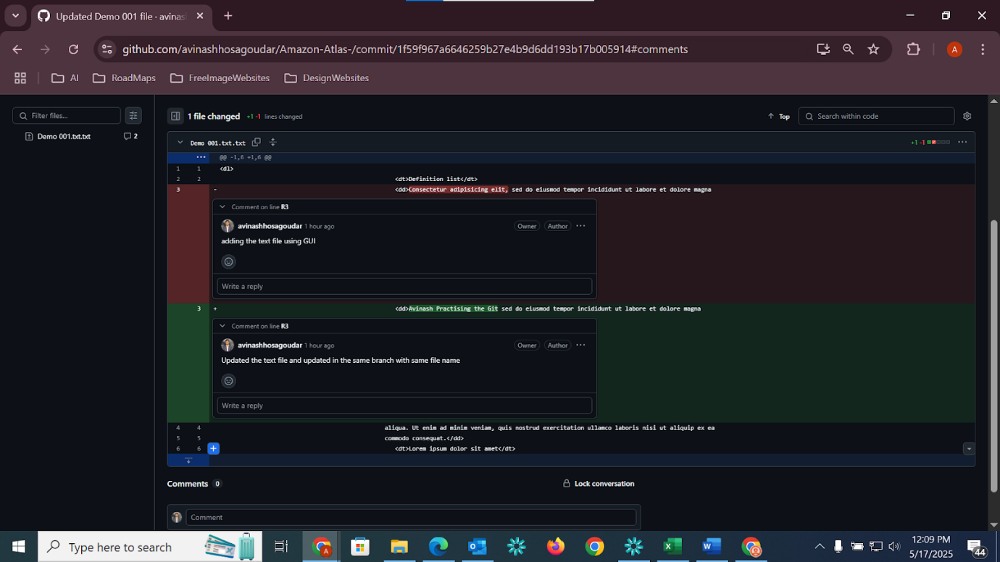 Updated Demo 001 file · avinas
github.com/avinashhosagoudar/Amazon-Atlas-/commit/1f59f967a6646259b27e4b9d6dd193b17b005914#comments
A
AI RoadMaps FreeImageWebsites DesignWebsites
Filter files...
1 file changed +1 -1 lines changed
Top
Search within code
Demo 001.txt.txt 2
Demo 001.txt.txt
+1 -1
@@ -1,6 +1,6 @@
1 1 <dl>
2 2 <dt>Definition list</dt>
3 - <dd>Consectetur adipisicing elit, sed do eiusmod tempor incididunt ut labore et dolore magna
Comment on line R3
avinashhosagoudar 1 hour ago Owner Author
adding the text file using GUI
Write a reply
3 + <dd>Avinash Practising the Git sed do eiusmod tempor incididunt ut labore et dolore magna
Comment on line R3
avinashhosagoudar 1 hour ago Owner Author
Updated the text file and updated in the same branch with same file name
Write a reply
4 4 aliqua. Ut enim ad minim veniam, quis nostrud exercitation ullamco laboris nisi ut aliquip ex ea
5 5 commodo consequat.</dd>
6 6 <dt>Lorem ipsum dolor sit amet</dt>
Comments 0
Lock conversation
Comment
Type here to search
12:09 PM
5/17/2025
44